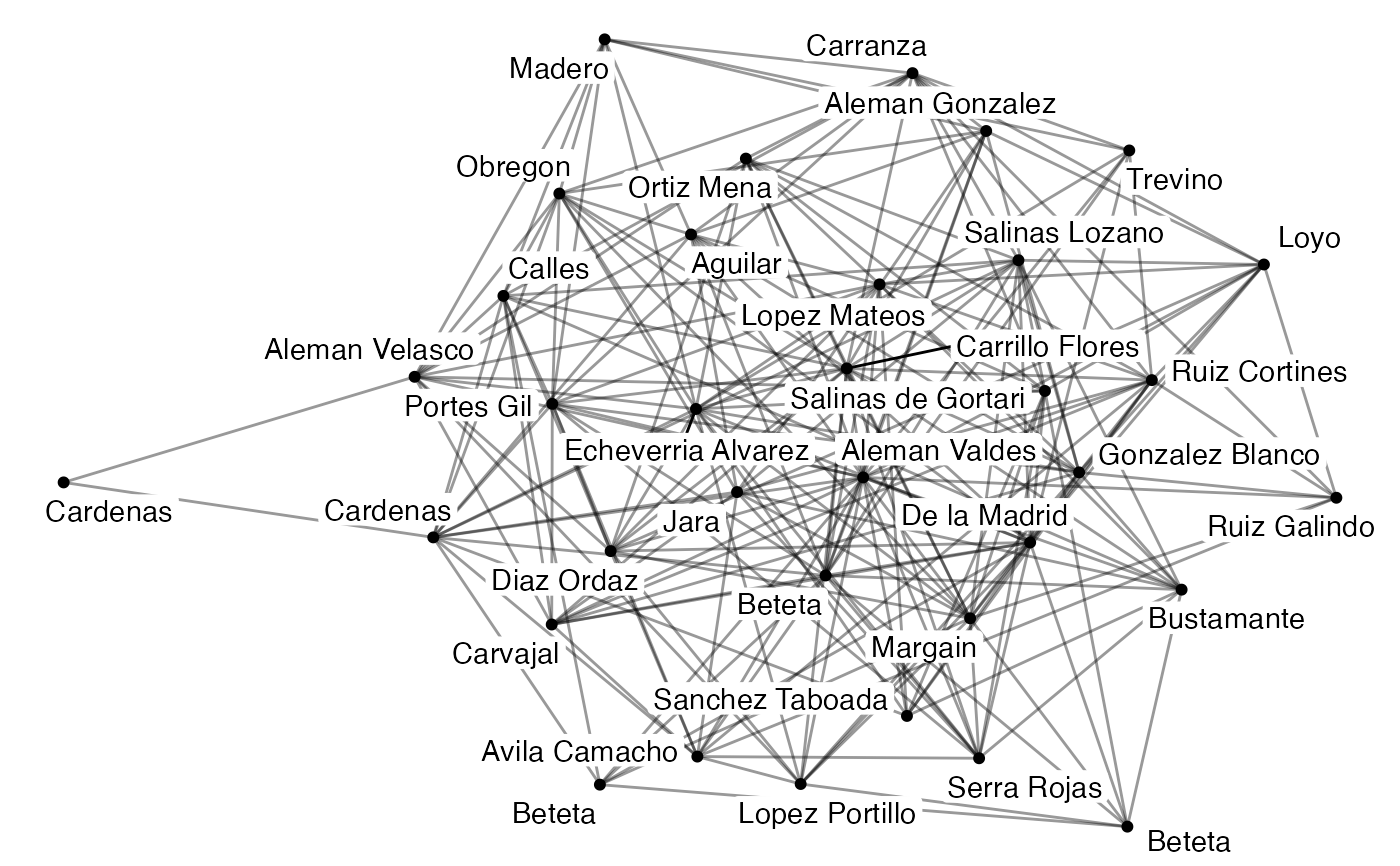 Carranza
Madero
Aleman Gonzalez
Obregon
Ortiz Mena
Trevino
Salinas Lozano
Loyo
Calles
Aguilar
Lopez Mateos
Aleman Velasco
Carrillo Flores
Ruiz Cortines
Portes Gil
Salinas de Gortari
Echeverria Alvarez
Aleman Valdes
Gonzalez Blanco
Cardenas
Cardenas
Jara
De la Madrid
Ruiz Galindo
Diaz Ordaz
Beteta
Bustamante
Carvajal
Margain
Sanchez Taboada
Avila Camacho
Serra Rojas
Beteta
Lopez Portillo
Beteta